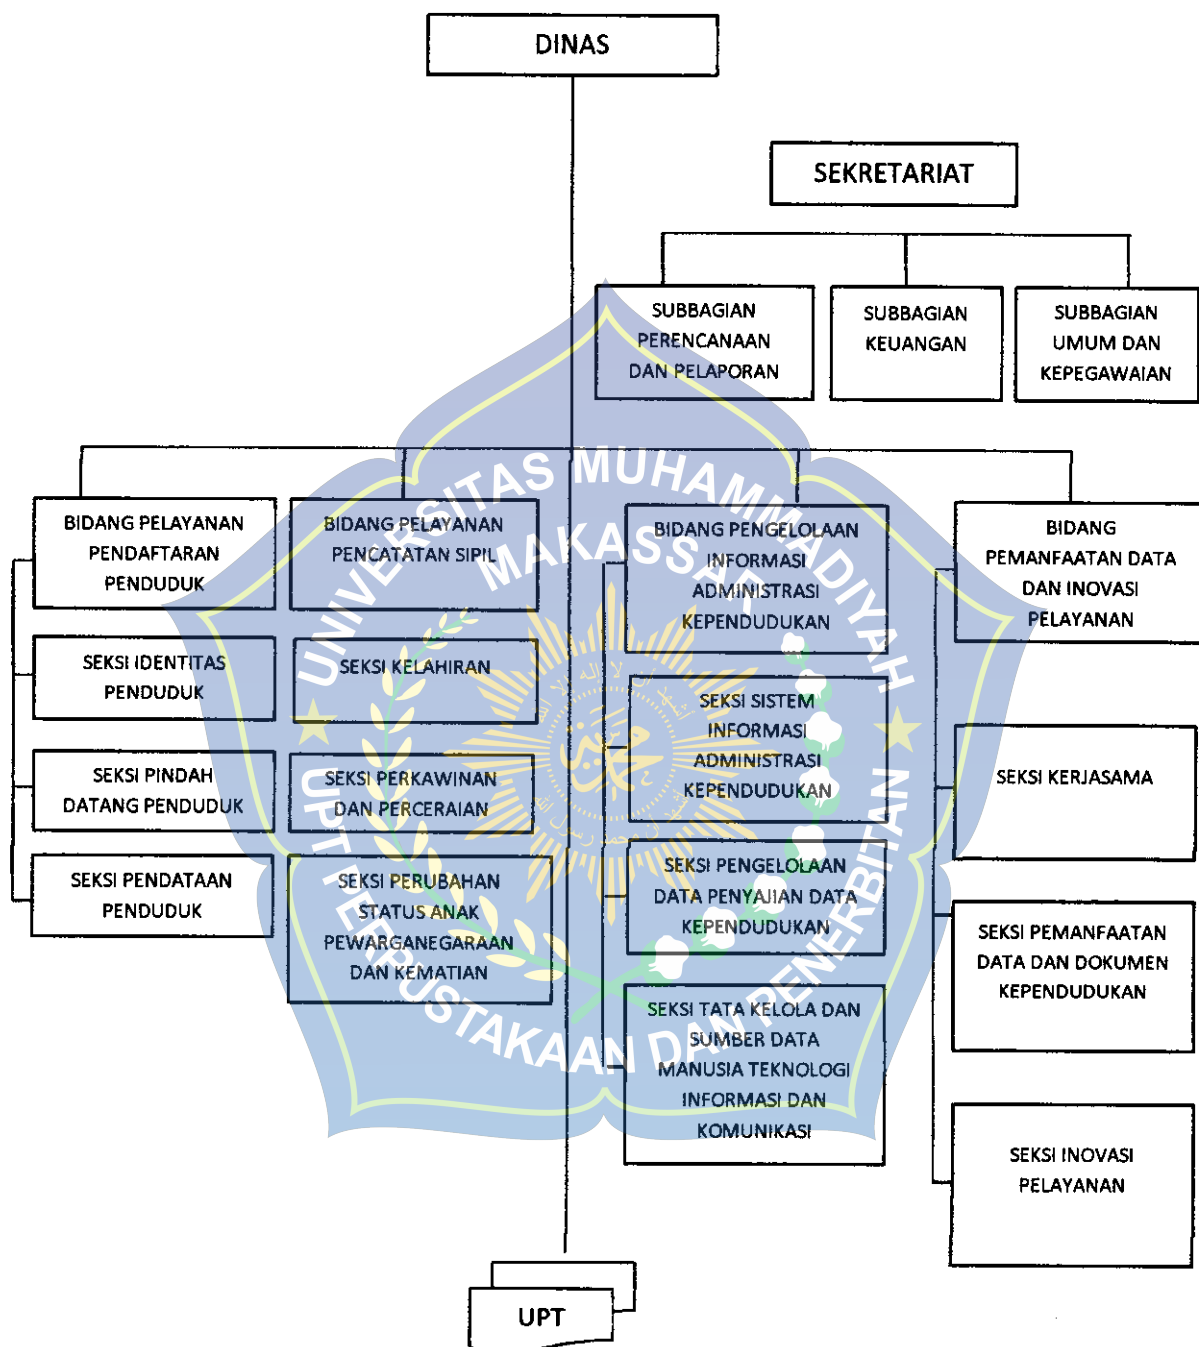 DINAS
SEKRETARIAT
SUBBAGIAN
PERENCANAAN
DAN PELAPORAN
SUBBAGIAN
KEUANGAN
SUBBAGIAN
UMUM DAN
KEPEGAWAIAN
BIDANG PELAYANAN
PENDAFTARAN
PENDUDUK
BIDANG PELAYANAN
PENCATATAN SIPIL
BIDANG PENGELOLAAN
INFORMASI
ADMINISTRASI
KEPENDUDUKAN
BIDANG
PEMANFAATAN DATA
DAN INOVASI
PELAYANAN
SEKSI IDENTITAS
PENDUDUK
SEKSI KELAHIRAN
SEKSI SISTEM
INFORMASI
ADMINISTRASI
KEPENDUDUKAN
SEKSI KERJASAMA
SEKSI PINDAH
DATANG PENDUDUK
SEKSI PERKAWINAN
DAN PERCERAIAN
SEKSI PENGELOLAAN
DATA PENYAJIAN DATA
KEPENDUDUKAN
SEKSI PEMANFAATAN
DATA DAN DOKUMEN
KEPENDUDUKAN
SEKSI PENDATAAN
PENDUDUK
SEKSI PERUBAHAN
STATUS ANAK
PEWARGANEGARAAN
DAN KEMATIAN
SEKSI TATA KELOLA DAN
SUMBER DATA
MANUSIA TEKNOLOGI
INFORMASI DAN
KOMUNIKASI
SEKSI INOVASI
PELAYANAN
UPT
UNIVERSITAS MUHAMMADIYAH
MAKASSAR
UPT PERPUSTAKAAN DAN PENERBITAN